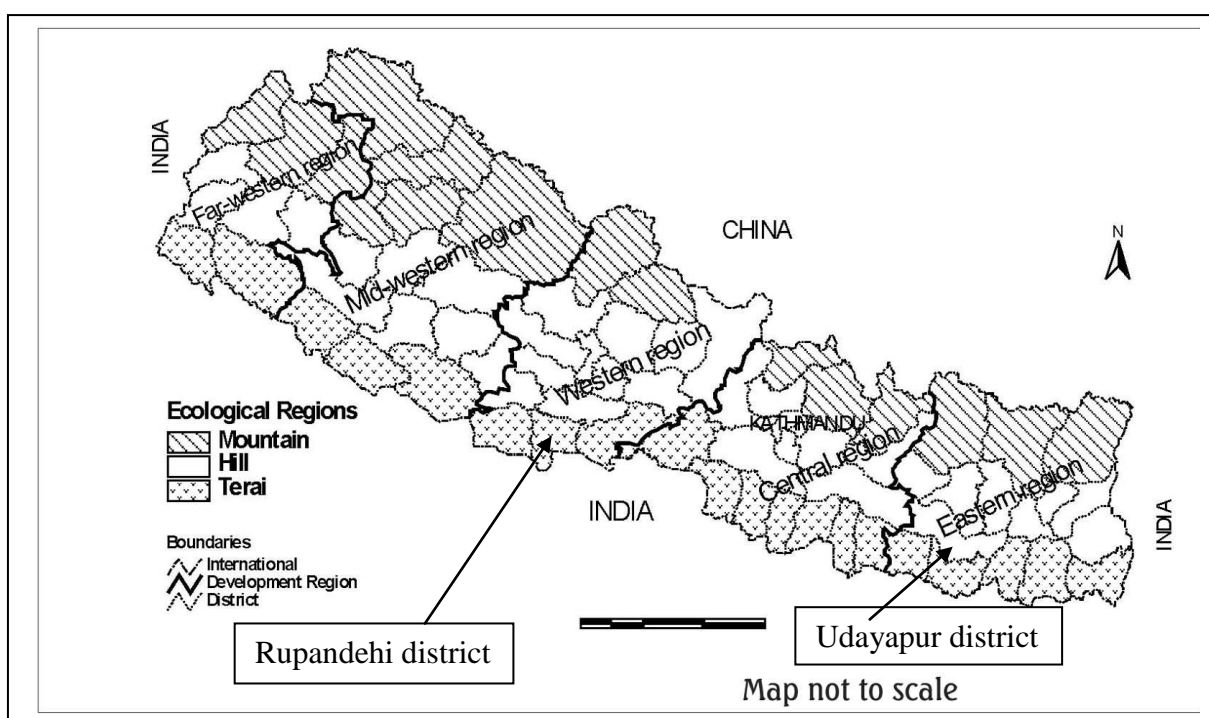 INDIA
Far-western region
Mid-western region
CHINA
N
Western region
KATHMANDU
Central region
Eastern region
INDIA
INDIA
Ecological Regions
Mountain
Hill
Terai
Boundaries
International
Development Region
District
Rupandehi district
Udayapur district
Map not to scale